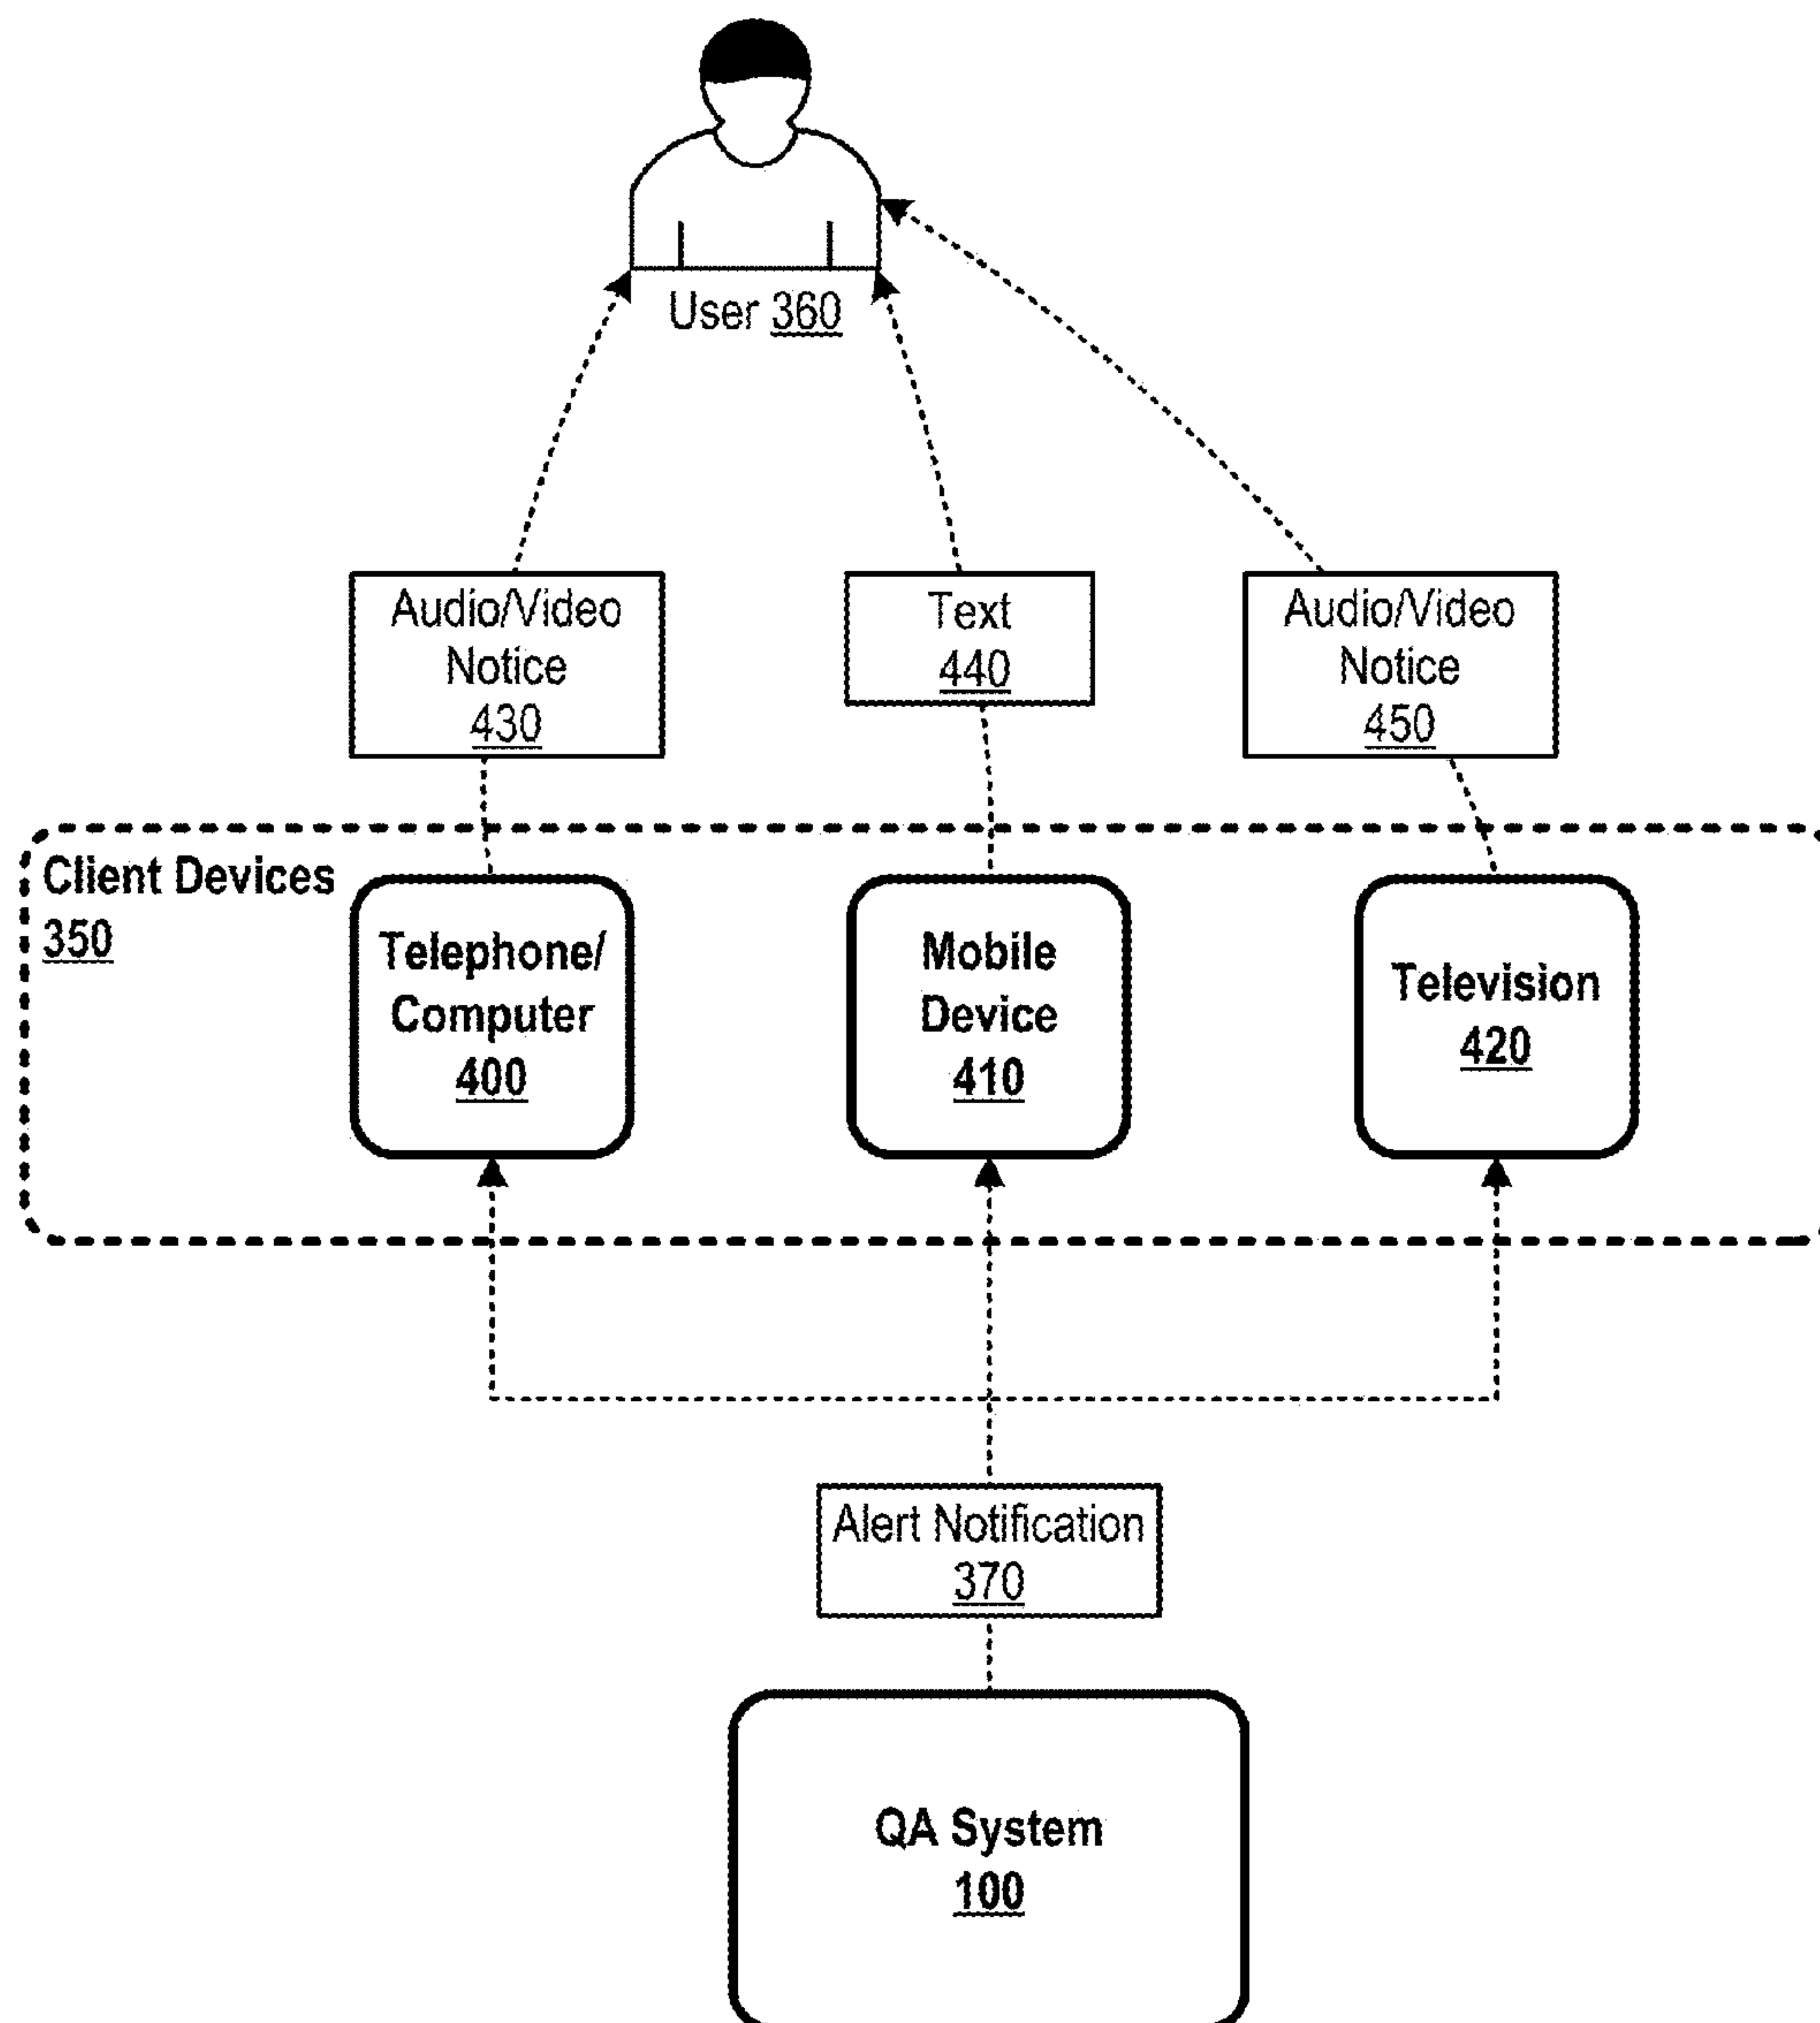 User 360
Audio/Video
Notice
430
Text
440
Audio/Video
Notice
450
Client Devices
350
Telephone/
Computer
400
Mobile
Device
410
Television
420
Alert Notification
370
QA System
100